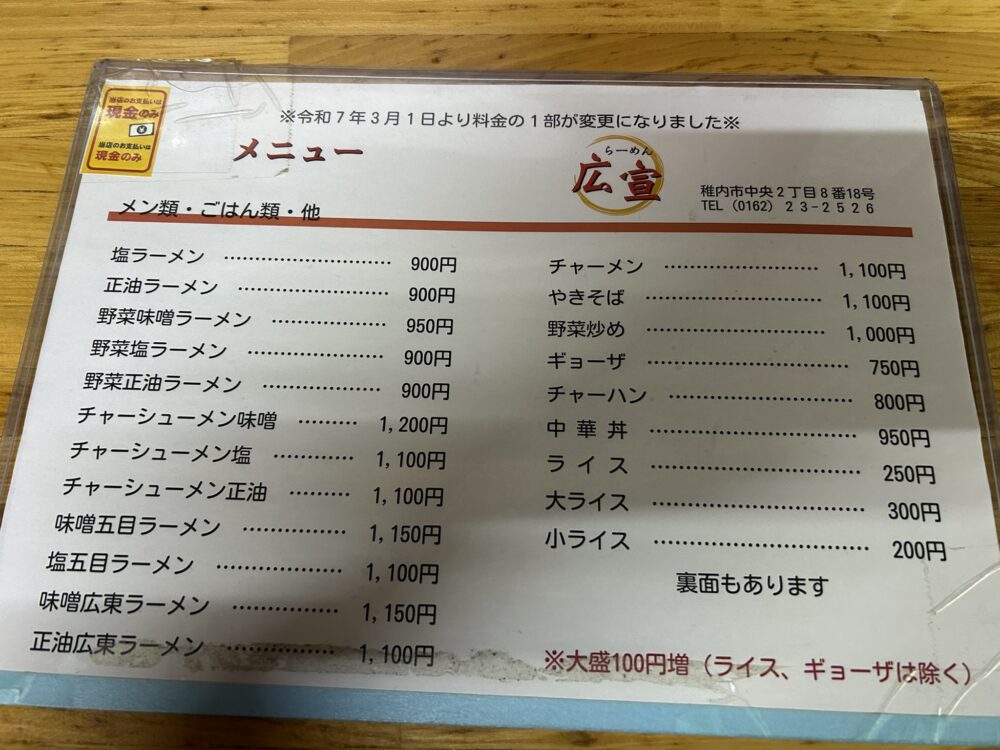 当店のお支払いは
現金のみ
当店のお支払いは
現金のみ
※令和7年3月1日より料金の1部が変更になりました※
メニュー
らーめん
広宣
稚内市中央2丁目8番18号
TEL (0162) 23-2526
メン類・ごはん類・他
塩ラーメン ………………………… 900円
正油ラーメン ……………………… 900円
野菜味噌ラーメン ………………… 950円
野菜塩ラーメン …………………… 900円
野菜正油ラーメン ………………… 900円
チャーシューメン味噌 ………… 1,200円
チャーシューメン塩 …………… 1,100円
チャーシューメン正油 ………… 1,100円
味噌五目ラーメン ……………… 1,150円
塩五目ラーメン ………………… 1,100円
味噌広東ラーメン ……………… 1,150円
正油広東ラーメン ……………… 1,100円
チャーメン ……………………… 1,100円
やきそば ………………………… 1,100円
野菜炒め ………………………… 1,000円
ギョーザ ………………………… 750円
チャーハン ……………………… 800円
中華丼 …………………………… 950円
ライス …………………………… 250円
大ライス ………………………… 300円
小ライス ………………………… 200円
裏面もあります
※大盛100円増(ライス、ギョーザは除く)